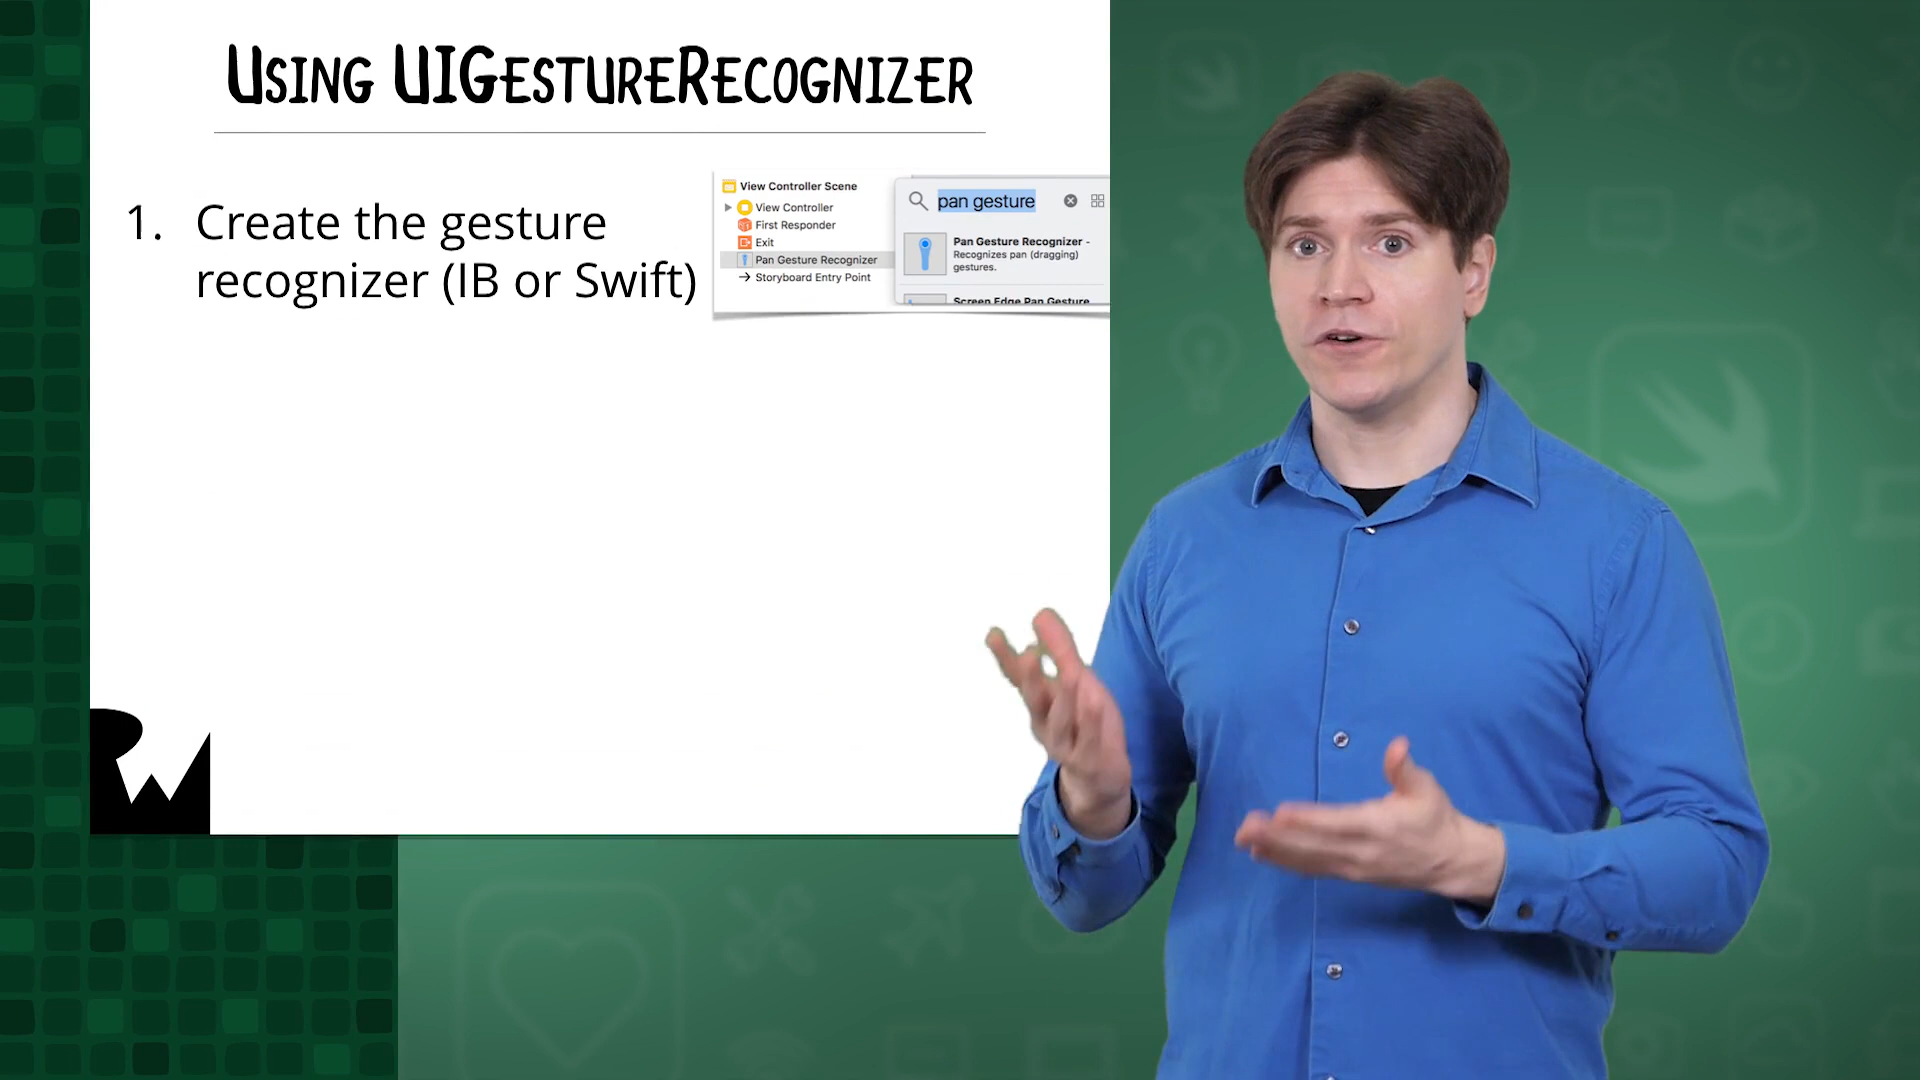 Using UIGestureRecognizer
1. Create the gesture
recognizer (IB or Swift)
View Controller Scene
View Controller
First Responder
Exit
Pan Gesture Recognizer
Storyboard Entry Point
pan gesture
Pan Gesture Recognizer -
Recognizes pan (dragging)
gestures.
Screen Edge Pan Gesture
RW